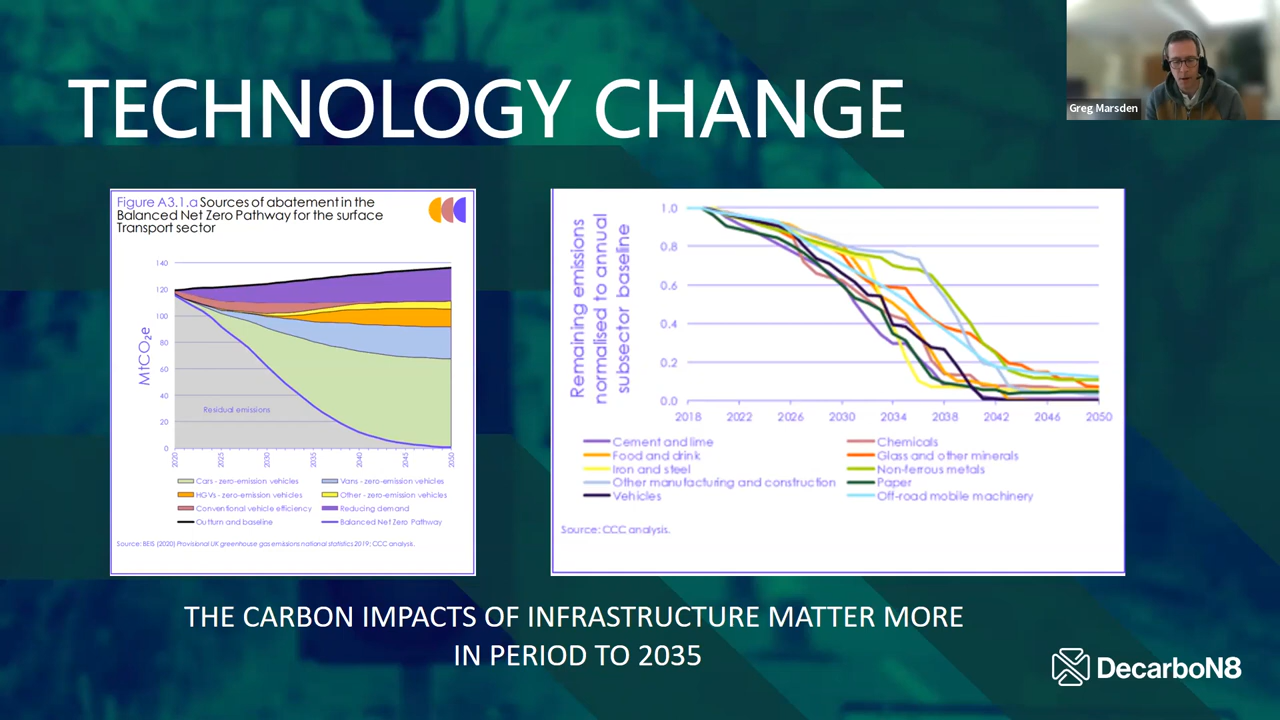 TECHNOLOGY CHANGE
Greg Marsden
Figure A3.1.a Sources of abatement in the
Balanced Net Zero Pathway for the surface
Transport sector
MtCO2e
140
120
100
80
60
40
20
0
Residual emissions
2020
2025
2030
2035
2040
2045
2050
Cars - zero-emission vehicles
Vans - zero-emission vehicles
HGVs - zero-emission vehicles
Other - zero-emission vehicles
Conventional vehicle efficiency
Reducing demand
Outturn and baseline
Balanced Net Zero Pathway
Source: BEIS (2020) Provisional UK greenhouse gas emissions national statistics 2019; CCC analysis.
Remaining emissions
normalised to annual
subsector baseline
1.0
0.8
0.6
0.4
0.2
0.0
2018 2022 2026 2030 2034 2038 2042 2046 2050
Cement and lime
Chemicals
Food and drink
Glass and other minerals
Iron and steel
Non-ferrous metals
Other manufacturing and construction
Paper
Vehicles
Off-road mobile machinery
Source: CCC analysis.
THE CARBON IMPACTS OF INFRASTRUCTURE MATTER MORE
IN PERIOD TO 2035
DecarboN8